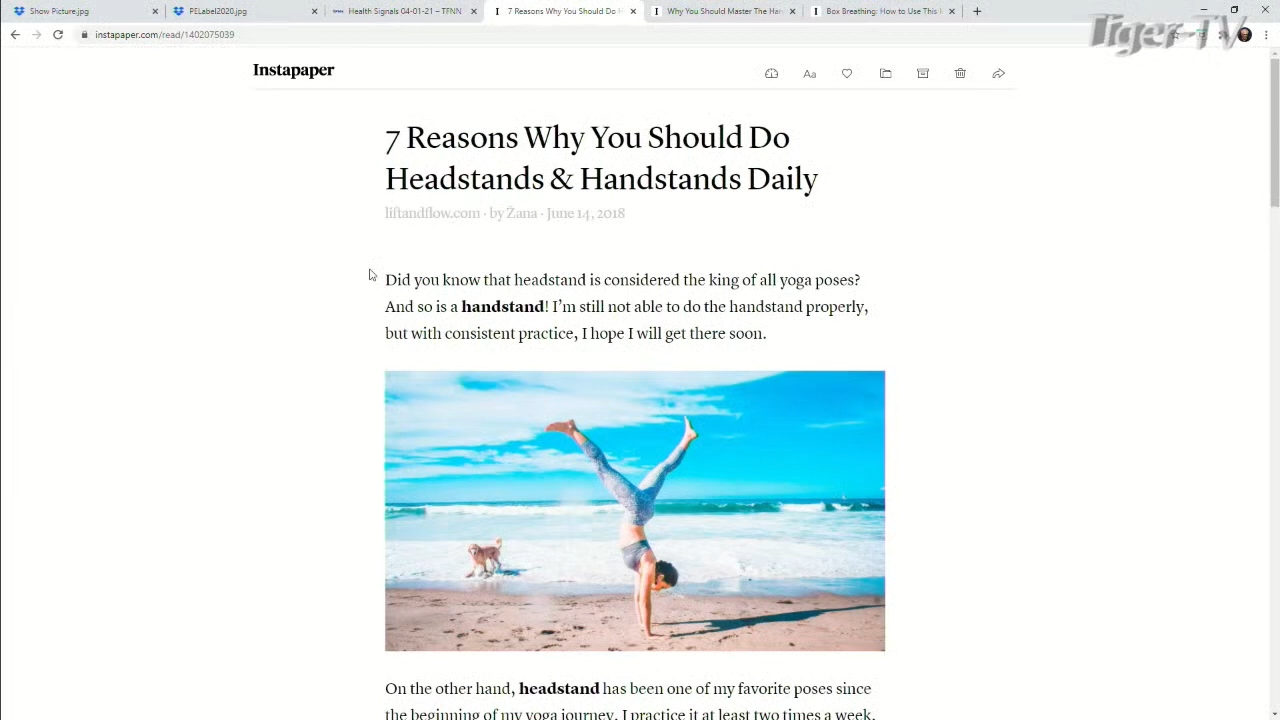 Show Picture.jpg
PELabel2020.jpg
Health Signals 04-01-21 – TFNN
7 Reasons Why You Should Do H
Why You Should Master The Han
Box Breathing: How to Use This
Tiger TV
instapaper.com/read/1402075039
Instapaper
Aa
7 Reasons Why You Should Do
Headstands & Handstands Daily
liftandflow.com · by Žana · June 14, 2018
Did you know that headstand is considered the king of all yoga poses?
And so is a handstand! I’m still not able to do the handstand properly,
but with consistent practice, I hope I will get there soon.
On the other hand, headstand has been one of my favorite poses since
the beginning of my yoga journey. I practice it at least two times a week,